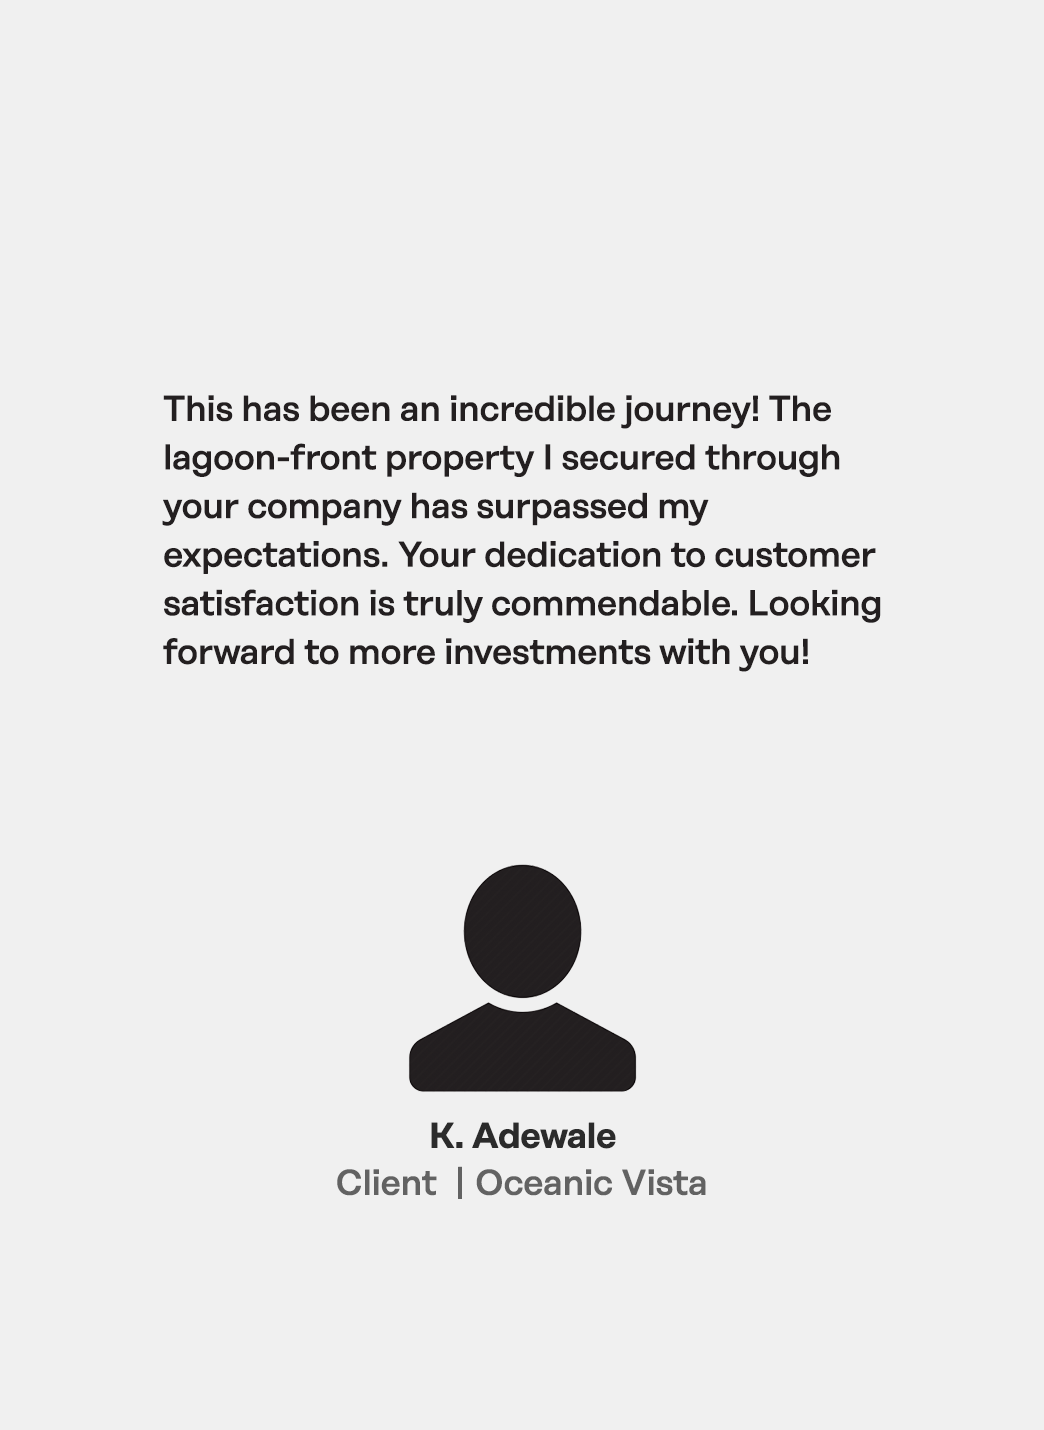 This has been an incredible journey! The
lagoon-front property I secured through
your company has surpassed my
expectations. Your dedication to customer
satisfaction is truly commendable. Looking
forward to more investments with you!
K. Adewale
Client | Oceanic Vista